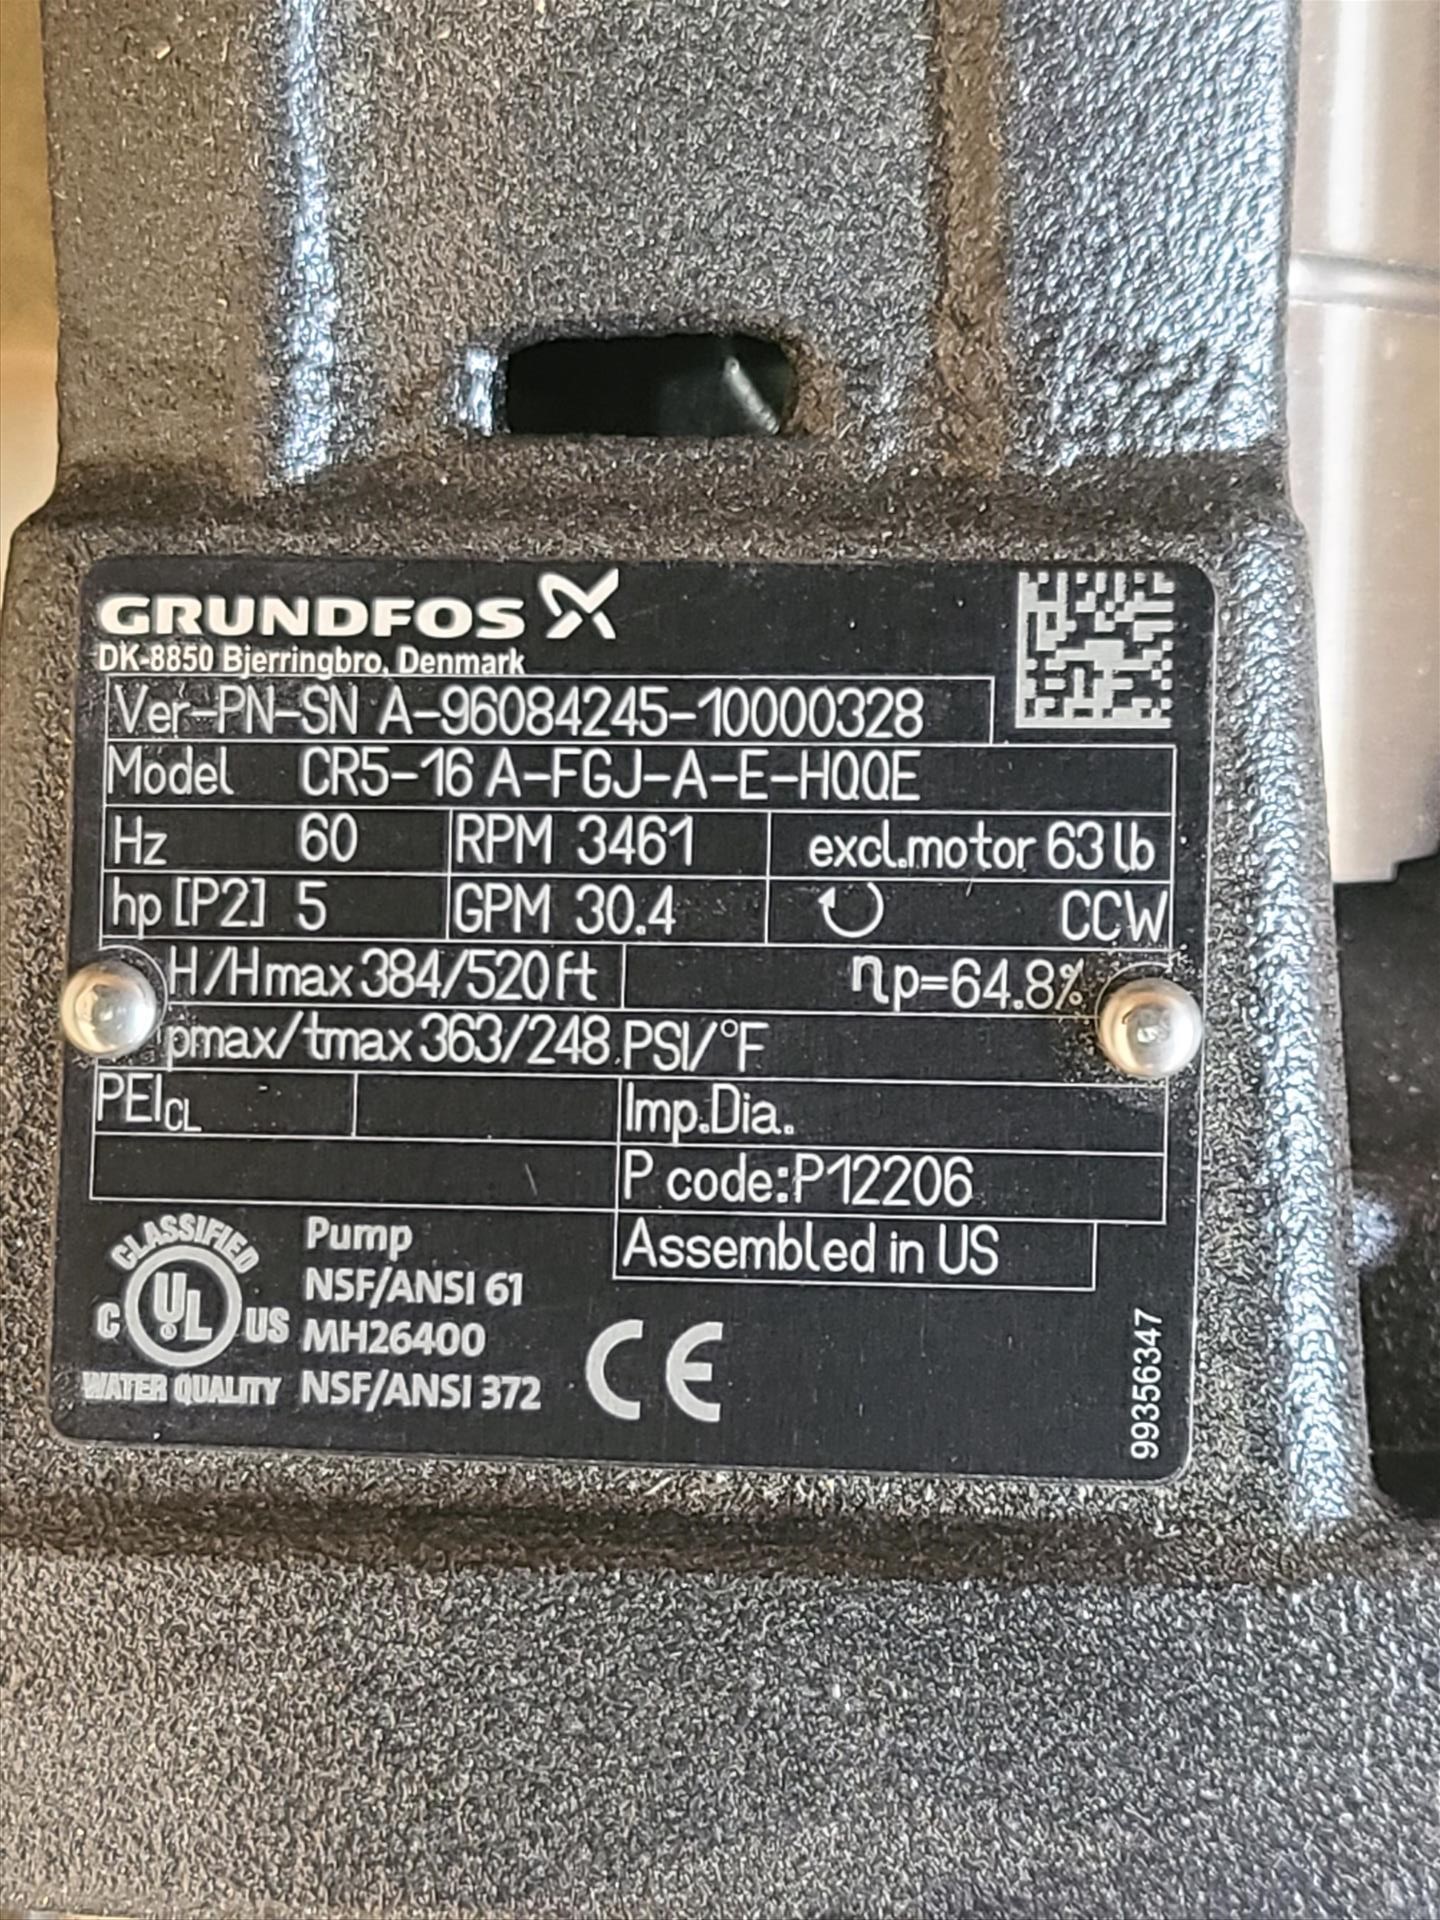 GRUNDFOS
DK-8850 Bjerringbro, Denmark
Ver-PN-SN A-96084245-10000328
Model CR5-16 A-FGJ-A-E-HQQE
Hz 60 RPM 3461 excl.motor 63 lb
hp [P2] 5 GPM 30.4 CCW
H/Hmax 384/520 ft ηp=64.8%
pmax/tmax 363/248 PSI/°F
PEICL Imp.Dia.
P code:P12206
Assembled in US
CLASSIFIED
C UL US
WATER QUALITY
Pump
NSF/ANSI 61
MH26400
NSF/ANSI 372
CE
99356347